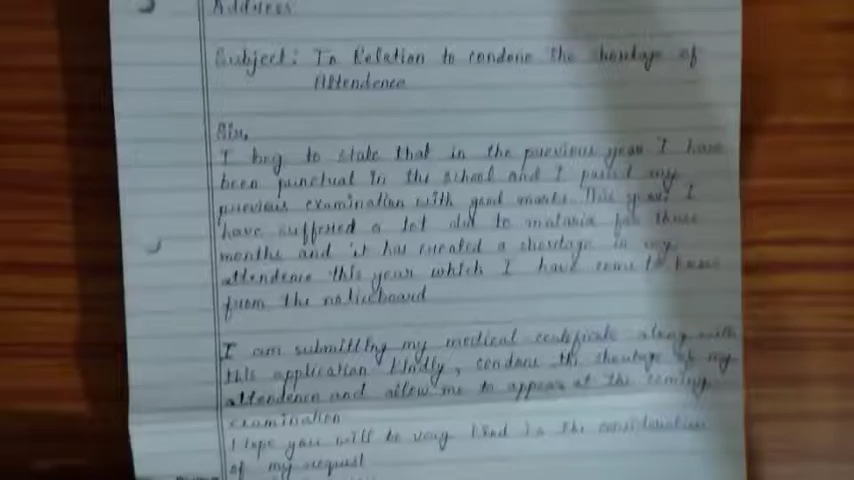 Address
Subject: In Relation to condone the shortage of
Attendence
Sir,
I beg to state that in the previous year I have
been punctual in the school and I passed my
previous examination with good marks. This year I
have suffered a lot due to malaria for three
months and it has created a shortage in my
attendence this year which I have come to know
from the noticeboard
I am submitting my medical certificate along with
this application kindly, condone the shortage of my
attendence and allow me to appear at the coming
examination
I hope you will be very kind in the consideration
of my request